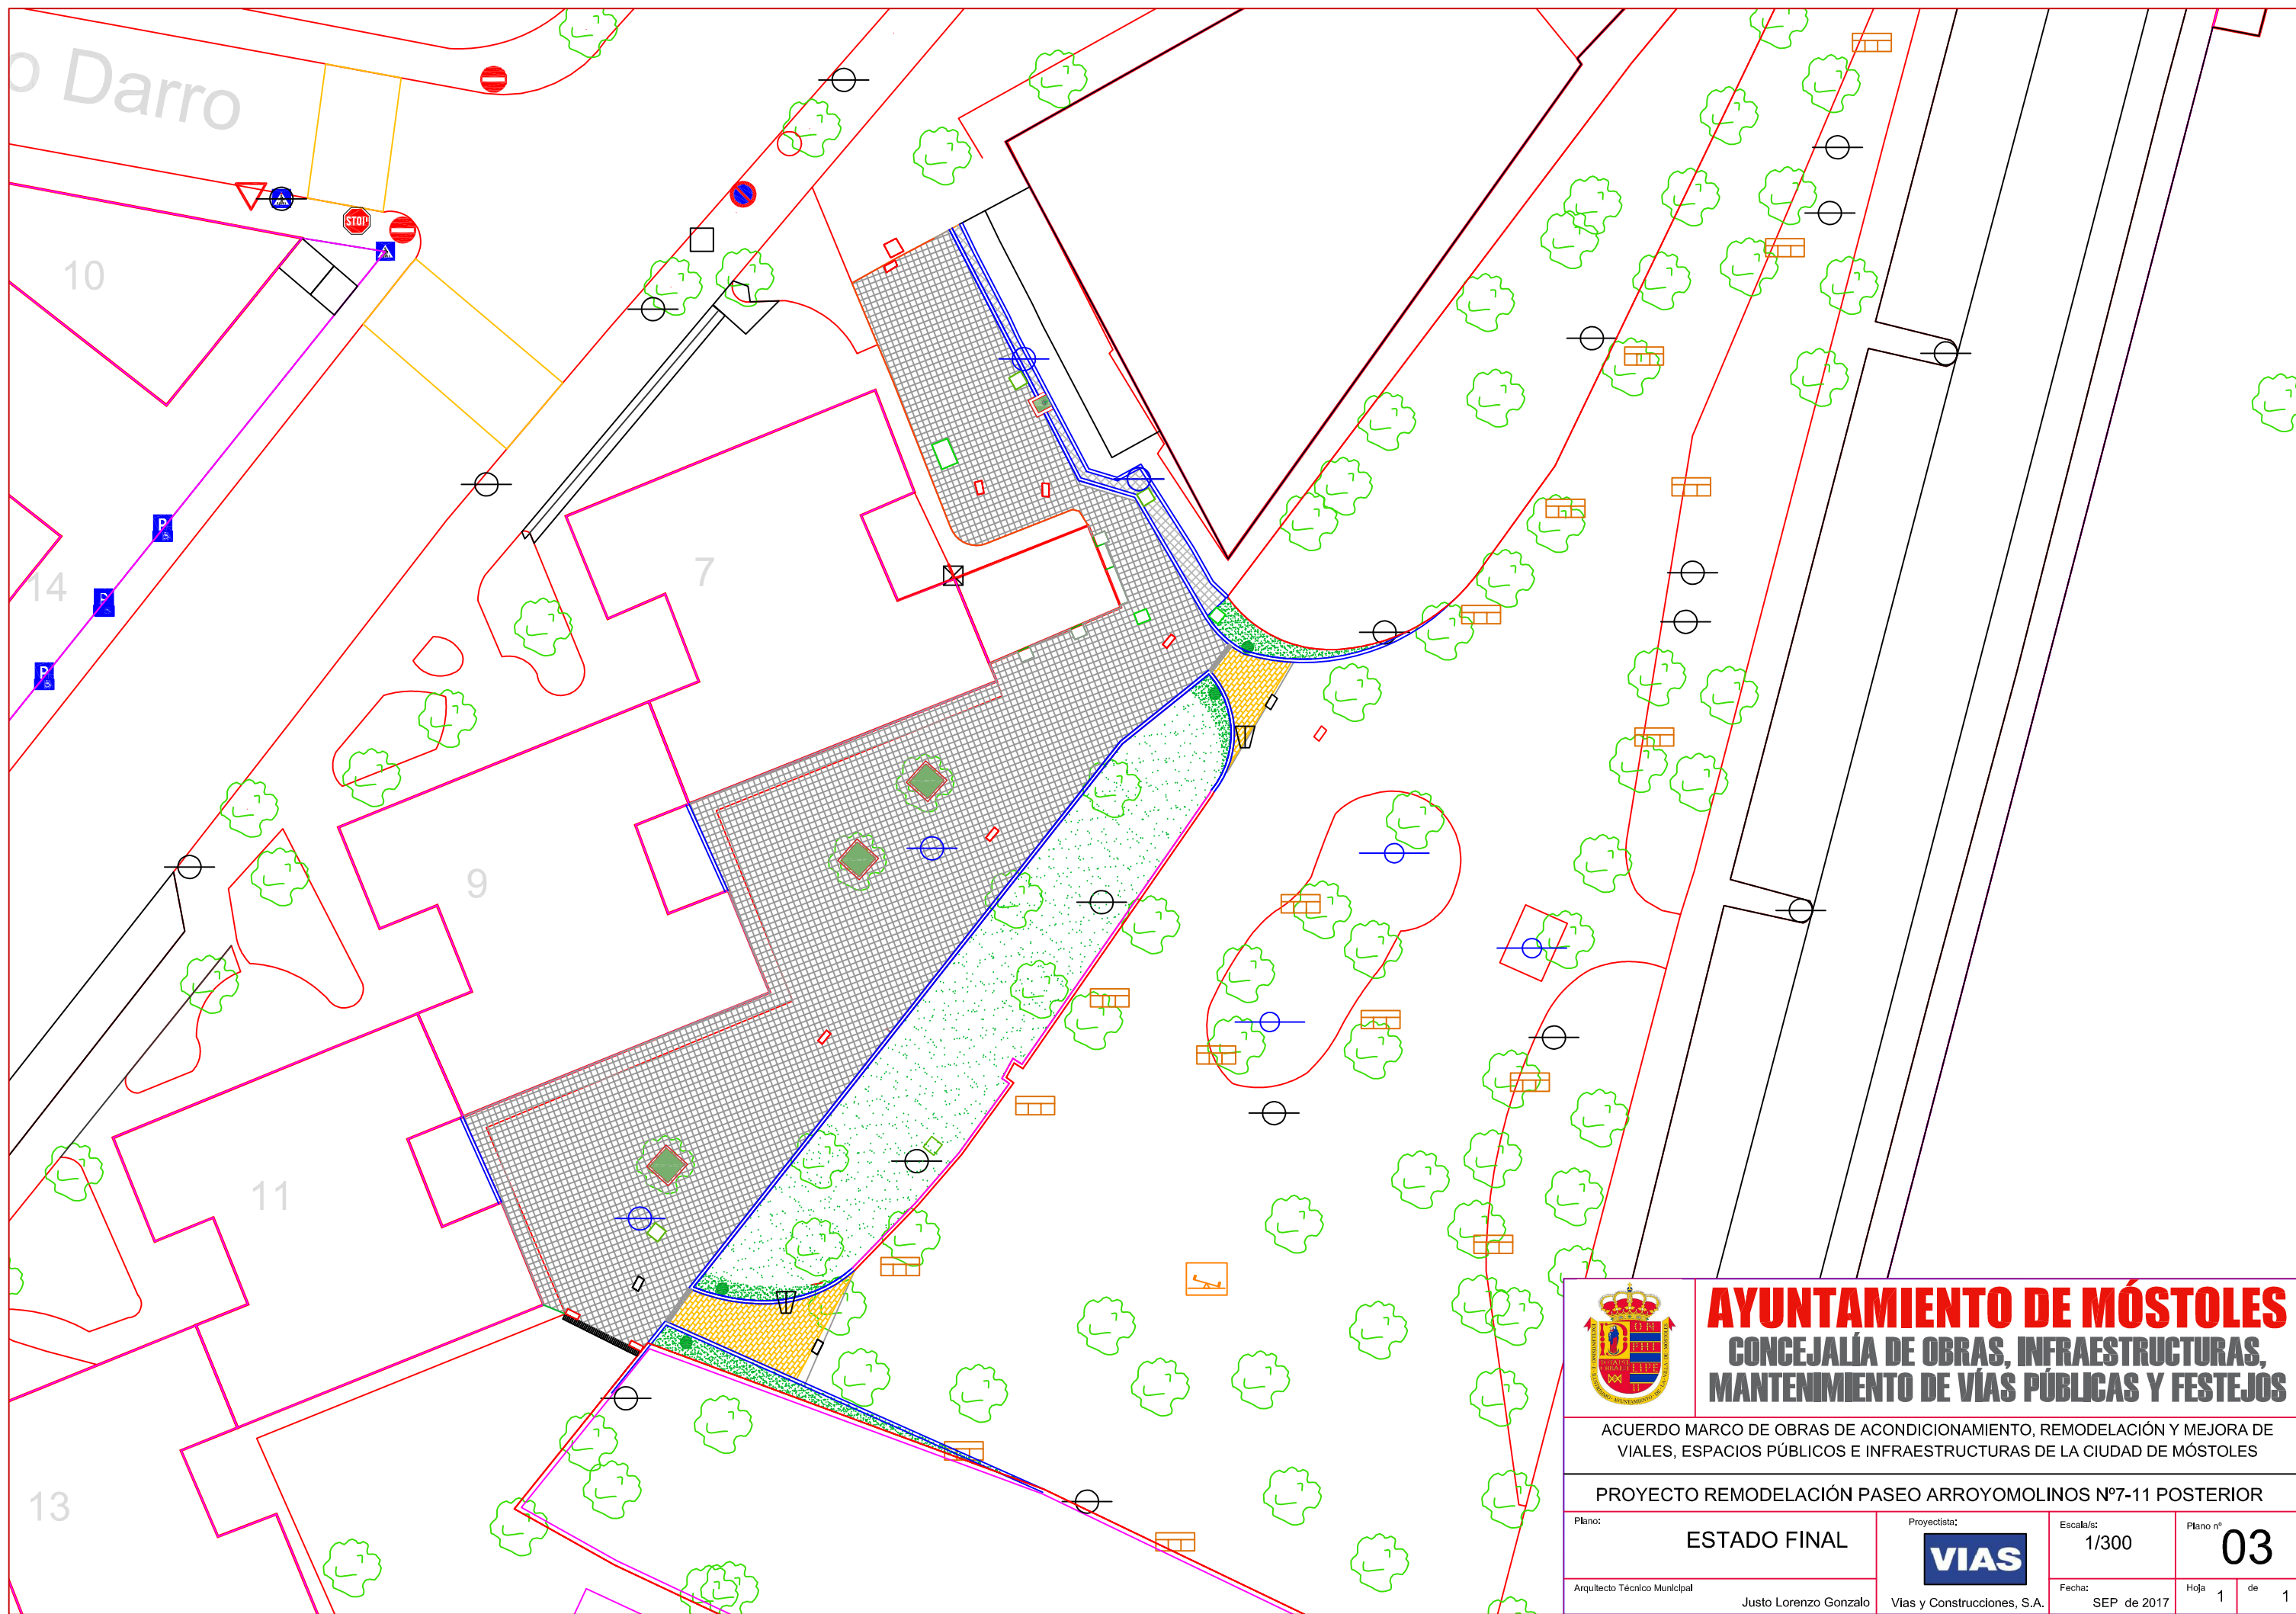 o Darro
STOP
10
14
P
P
P
7
9
11
13
AYUNTAMIENTO DE MÓSTOLES
CONCEJALÍA DE OBRAS, INFRAESTRUCTURAS,
MANTENIMIENTO DE VÍAS PÚBLICAS Y FESTEJOS
ACUERDO MARCO DE OBRAS DE ACONDICIONAMIENTO, REMODELACIÓN Y MEJORA DE
VIALES, ESPACIOS PÚBLICOS E INFRAESTRUCTURAS DE LA CIUDAD DE MÓSTOLES
PROYECTO REMODELACIÓN PASEO ARROYOMOLINOS Nº7-11 POSTERIOR
Plano:
ESTADO FINAL
Proyectista:
VIAS
Vias y Construcciones, S.A.
Escala/s:
1/300
Plano nº
03
Arquitecto Técnico Municipal
Justo Lorenzo Gonzalo
Fecha:
SEP de 2017
Hoja 1 de 1